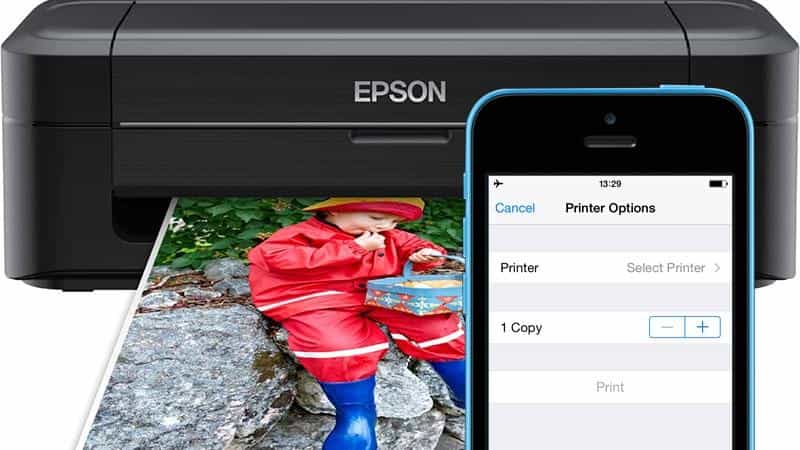 EPSON
13:29
Cancel Printer Options
Printer Select Printer >
1 Copy − +
Print